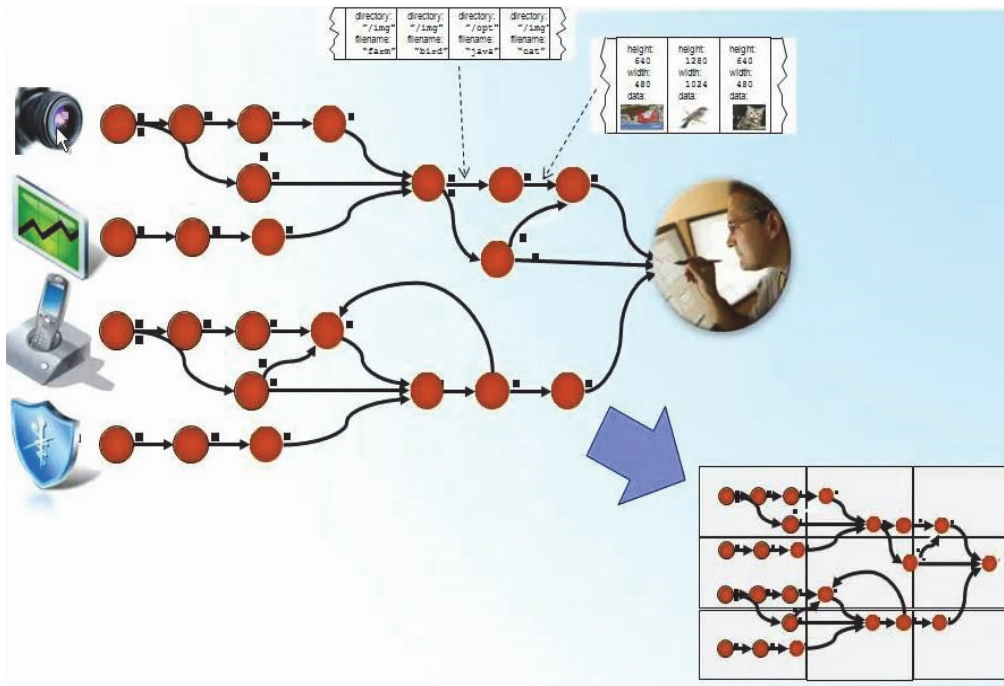 directory: directory: directory: directory:
"/img" "/img" "/opt" "/img"
filename: filename: filename: filename:
"farm" "bird" "java" "cat"
height: height: height:
640 1280 640
width: width: width:
480 1024 480
data: data: data: